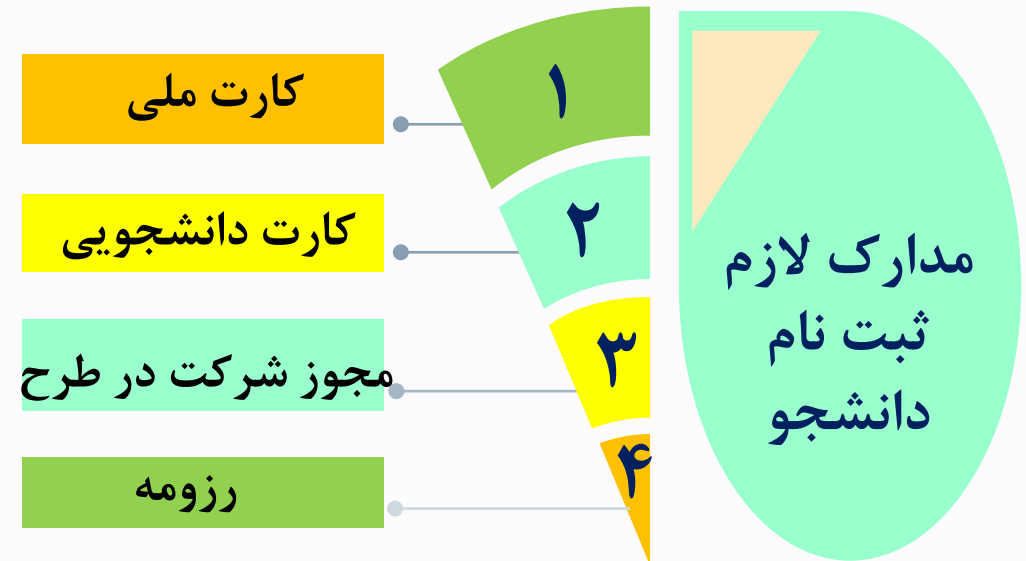 مدارک لازم
ثبت نام
دانشجو
۱
کارت ملی
۲
کارت دانشجویی
۳
مجوز شرکت در طرح
۴
رزومه